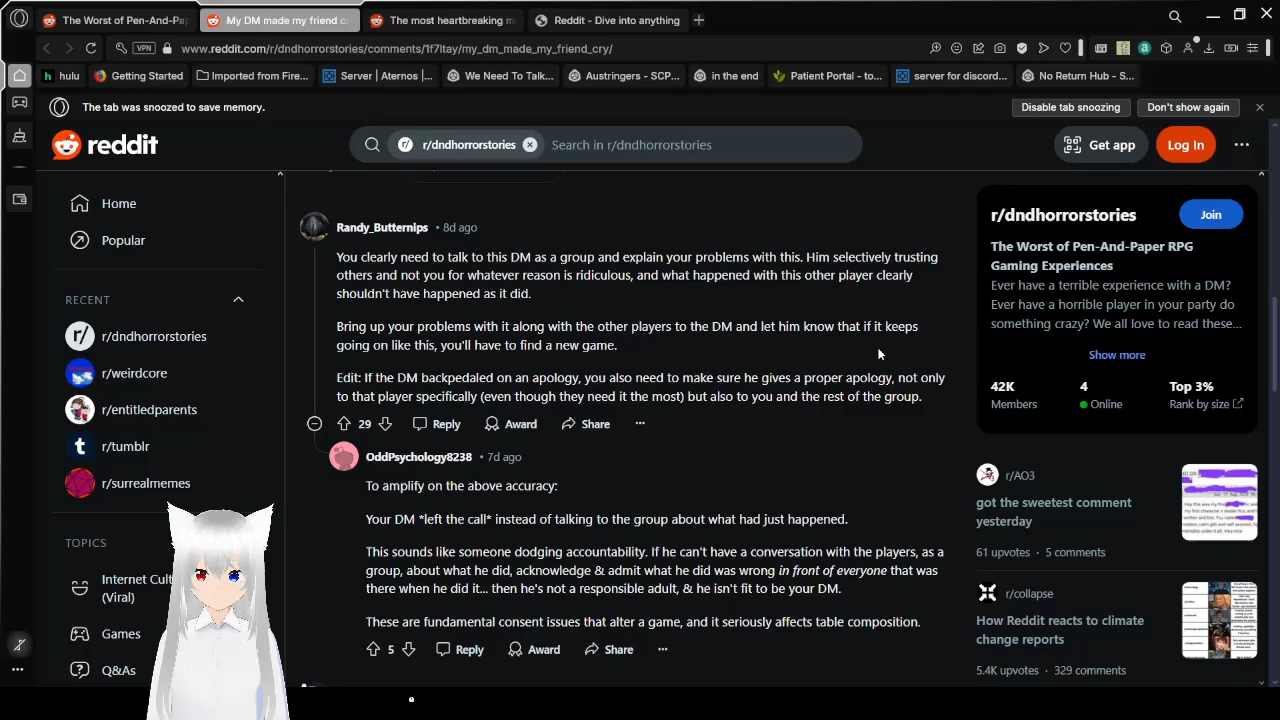 The Worst of Pen-And-Pap
My DM made my friend cr
The most heartbreaking m
Reddit - Dive into anything
VPN
www.reddit.com/r/dndhorrorstories/comments/1f7ltay/my_dm_made_my_friend_cry/
hulu
Getting Started
Imported from Fire...
Server | Aternos |...
We Need To Talk...
Austringers - SCP...
in the end
Patient Portal - to...
server for discord...
No Return Hub - S...
The tab was snoozed to save memory.
Disable tab snoozing
Don't show again
reddit
r/dndhorrorstories
Search in r/dndhorrorstories
Get app
Log In
Home
Popular
RECENT
r/dndhorrorstories
r/weirdcore
r/entitledparents
r/tumblr
r/surrealmemes
TOPICS
Internet Cult
(Viral)
Games
Q&As
Randy_Butternips • 8d ago
You clearly need to talk to this DM as a group and explain your problems with this. Him selectively trusting
others and not you for whatever reason is ridiculous, and what happened with this other player clearly
shouldn't have happened as it did.
Bring up your problems with it along with the other players to the DM and let him know that if it keeps
going on like this, you'll have to find a new game.
Edit: If the DM backpedaled on an apology, you also need to make sure he gives a proper apology, not only
to that player specifically (even though they need it the most) but also to you and the rest of the group.
29 Reply Award Share
OddPsychology8238 • 7d ago
To amplify on the above accuracy:
Your DM *left the call* instead of talking to the group about what had just happened.
This sounds like someone dodging accountability. If he can't have a conversation with the players, as a
group, about what he did, acknowledge & admit what he did was wrong in front of everyone that was
there when he did it... then he's not a responsible adult, & he isn't fit to be your DM.
These are fundamental consent issues that alter a game, and it seriously affects table composition.
5 Reply Award Share
r/dndhorrorstories
Join
The Worst of Pen-And-Paper RPG
Gaming Experiences
Ever have a terrible experience with a DM?
Ever have a horrible player in your party do
something crazy? We all love to read these...
Show more
42K
Members
4
Online
Top 3%
Rank by size
r/AO3
the sweetest comment
yesterday
61 upvotes • 5 comments
r/collapse
Reddit reacts to climate
change reports
5.4K upvotes • 329 comments